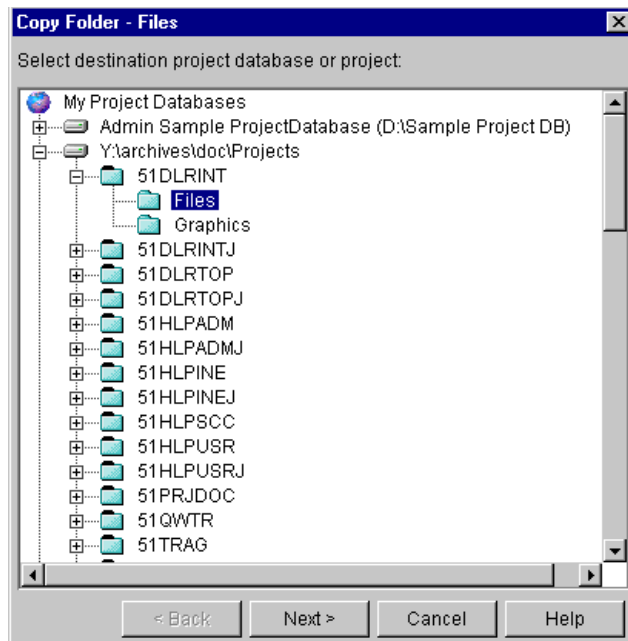 Copy Folder - Files
Select destination project database or project:
My Project Databases
Admin Sample ProjectDatabase (D:\Sample Project DB)
Y:\archives\doc\Projects
51DLRINT
Files
Graphics
51DLRINTJ
51DLRTOP
51DLRTOPJ
51HLPADM
51HLPADMJ
51HLPINE
51HLPINEJ
51HLPSCC
51HLPUSR
51HLPUSRJ
51PRJDOC
51QWTR
51TRAG
< Back Next > Cancel Help